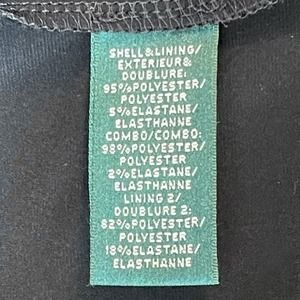 SHELL&LINING/
EXTERIEUR&
DOUBLURE:
95%POLYESTER/
POLYESTER
5%ELASTANE/
ELASTHANNE
COMBO/COMBO:
98%POLYESTER/
POLYESTER
2%ELASTANE/
ELASTHANNE
LINING 2/
DOUBLURE 2:
82%POLYESTER/
POLYESTER
18%ELASTANE/
ELASTHANNE